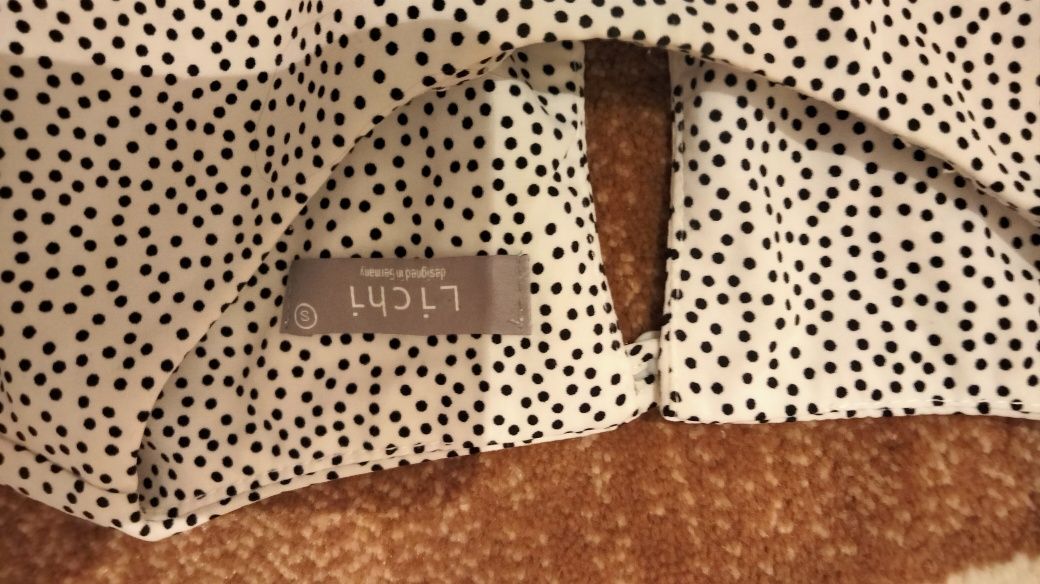 Lichi
designed in Germany
S